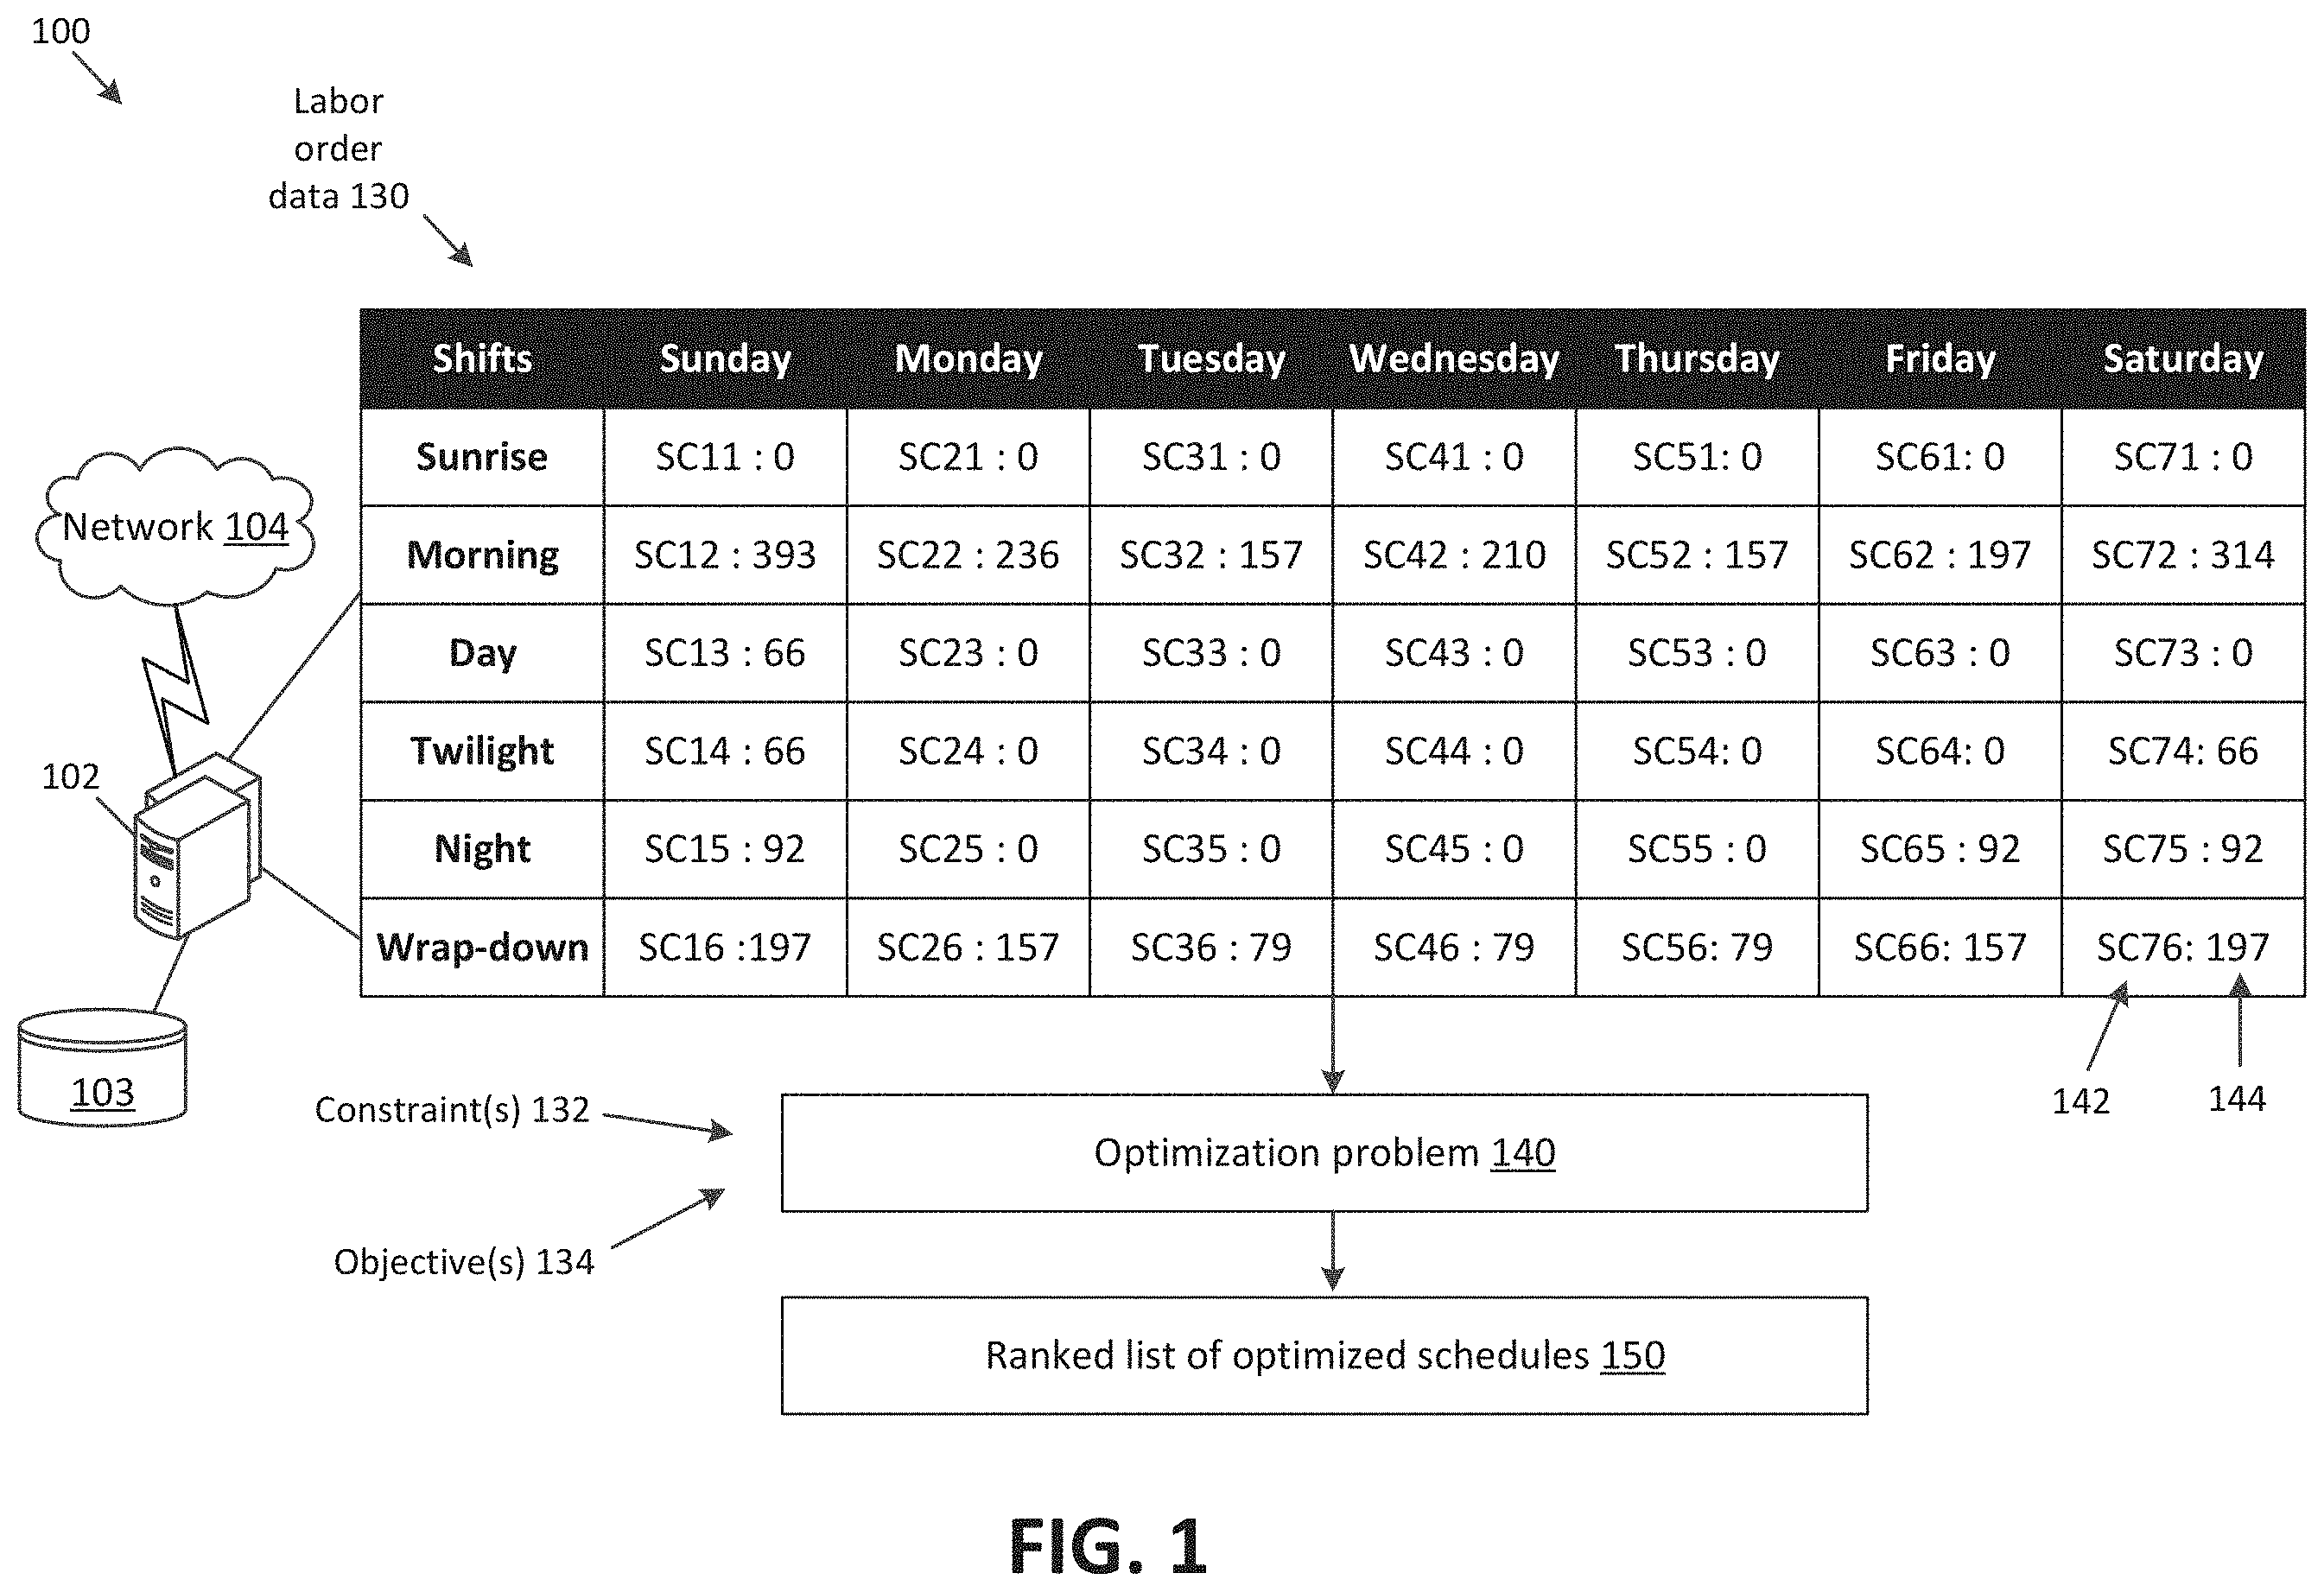 100
Labor
order
data 130
Shifts Sunday Monday Tuesday Wednesday Thursday Friday Saturday
Sunrise SC11 : 0 SC21 : 0 SC31 : 0 SC41 : 0 SC51: 0 SC61: 0 SC71 : 0
Network 104
Morning SC12 : 393 SC22 : 236 SC32 : 157 SC42 : 210 SC52 : 157 SC62 : 197 SC72 : 314
Day SC13 : 66 SC23 : 0 SC33 : 0 SC43 : 0 SC53 : 0 SC63 : 0 SC73 : 0
Twilight SC14 : 66 SC24 : 0 SC34 : 0 SC44 : 0 SC54: 0 SC64: 0 SC74: 66
102
Night SC15 : 92 SC25 : 0 SC35 : 0 SC45 : 0 SC55 : 0 SC65 : 92 SC75 : 92
Wrap-down SC16 :197 SC26 : 157 SC36 : 79 SC46 : 79 SC56: 79 SC66: 157 SC76: 197
103
142 144
Constraint(s) 132
Optimization problem 140
Objective(s) 134
Ranked list of optimized schedules 150
FIG. 1